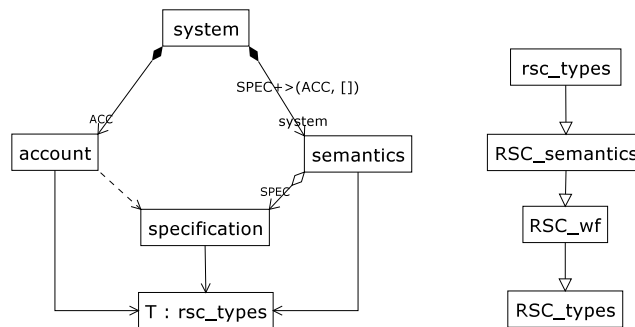 system
SPEC+>(ACC, [])
ACC
system
account
semantics
SPEC
specification
T : rsc_types
rsc_types
RSC_semantics
RSC_wf
RSC_types